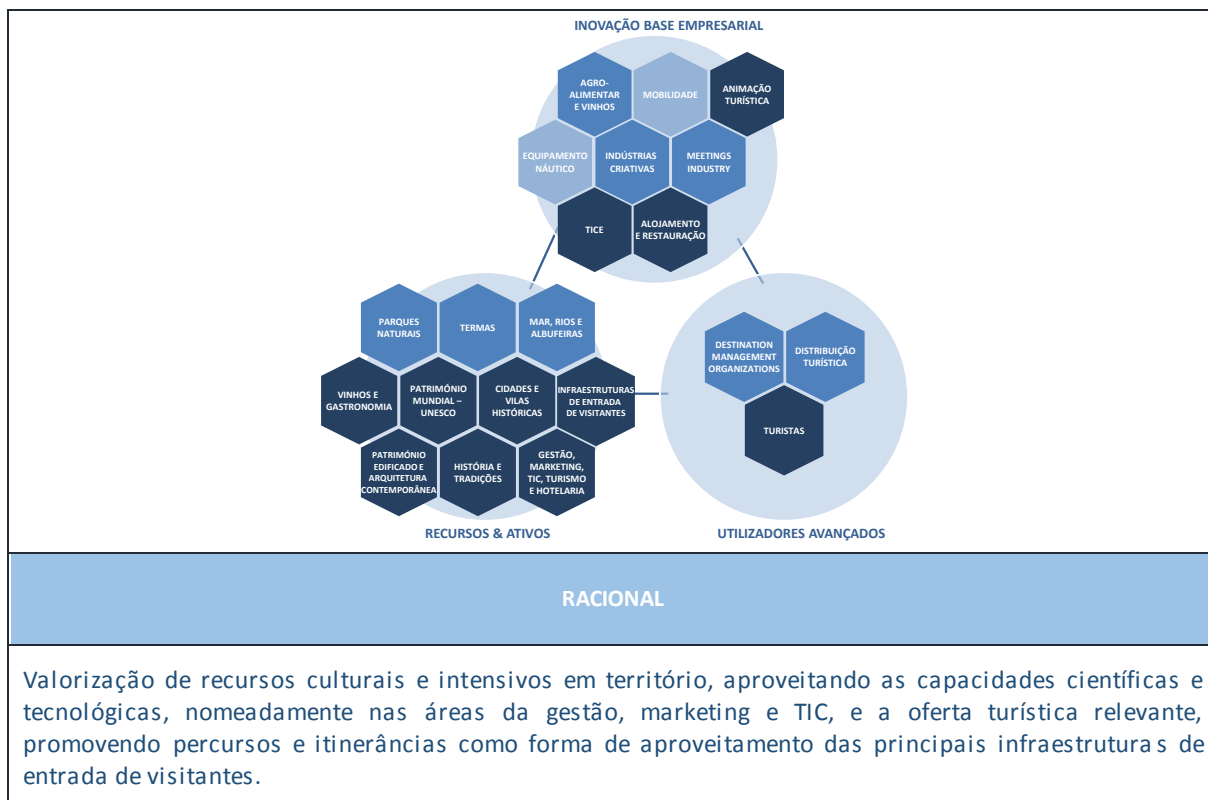 INOVAÇÃO BASE EMPRESARIAL
AGRO-
ALIMENTAR
E VINHOS
MOBILIDADE
ANIMAÇÃO
TURÍSTICA
EQUIPAMENTO
NÁUTICO
INDÚSTRIAS
CRIATIVAS
MEETINGS
INDUSTRY
TICE
ALOJAMENTO
E RESTAURAÇÃO
PARQUES
NATURAIS
TERMAS
MAR, RIOS E
ALBUFEIRAS
VINHOS E
GASTRONOMIA
PATRIMÓNIO
MUNDIAL –
UNESCO
CIDADES E
VILAS
HISTÓRICAS
INFRAESTRUTURAS
DE ENTRADA
DE VISITANTES
PATRIMÓNIO
EDIFICADO E
ARQUITETURA
CONTEMPORÂNEA
HISTÓRIA E
TRADIÇÕES
GESTÃO,
MARKETING,
TIC, TURISMO
E HOTELARIA
RECURSOS & ATIVOS
DESTINATION
MANAGEMENT
ORGANIZATIONS
DISTRIBUIÇÃO
TURÍSTICA
TURISTAS
UTILIZADORES AVANÇADOS
RACIONAL
Valorização de recursos culturais e intensivos em território, aproveitando as capacidades científicas e
tecnológicas, nomeadamente nas áreas da gestão, marketing e TIC, e a oferta turística relevante,
promovendo percursos e itinerâncias como forma de aproveitamento das principais infraestruturas de
entrada de visitantes.